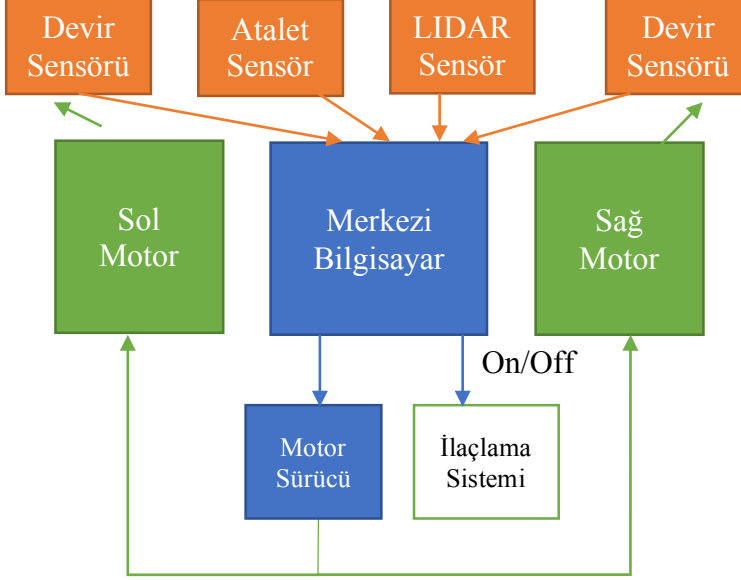 Devir
Sensörü
Atalet
Sensör
LIDAR
Sensör
Devir
Sensörü
Sol
Motor
Merkezi
Bilgisayar
Sağ
Motor
On/Off
Motor
Sürücü
İlaçlama
Sistemi